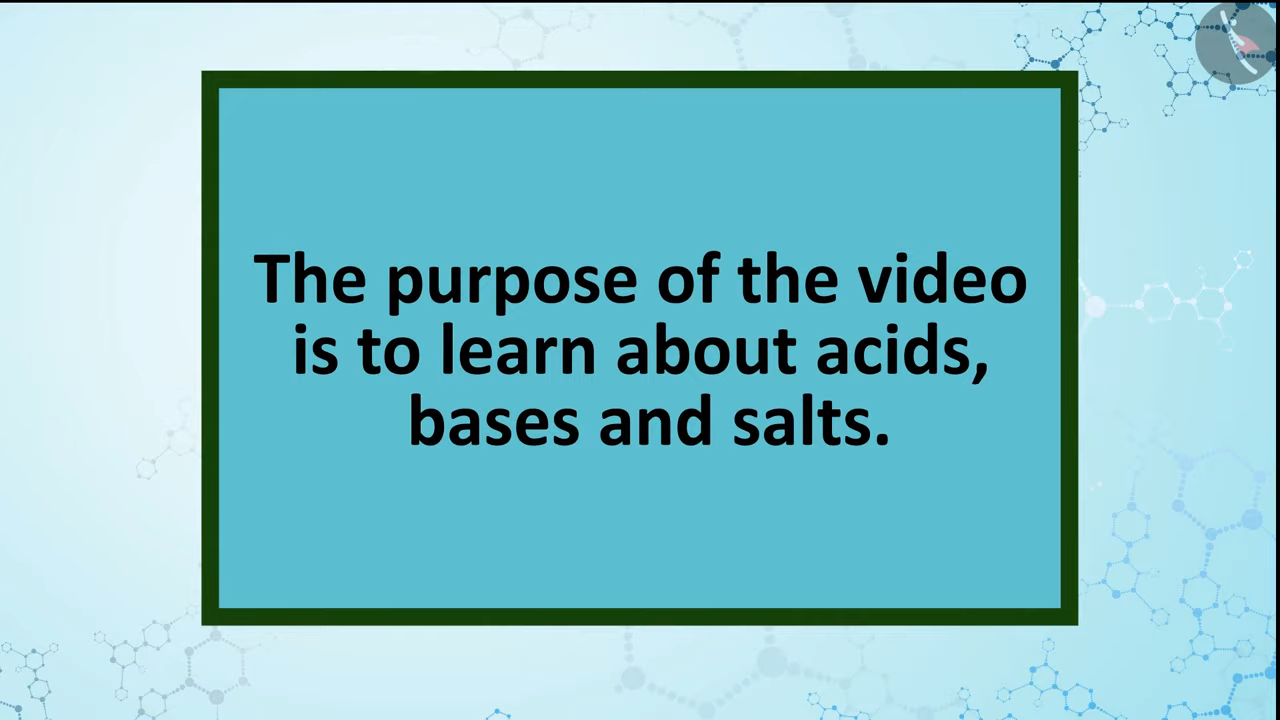 The purpose of the video
is to learn about acids,
bases and salts.